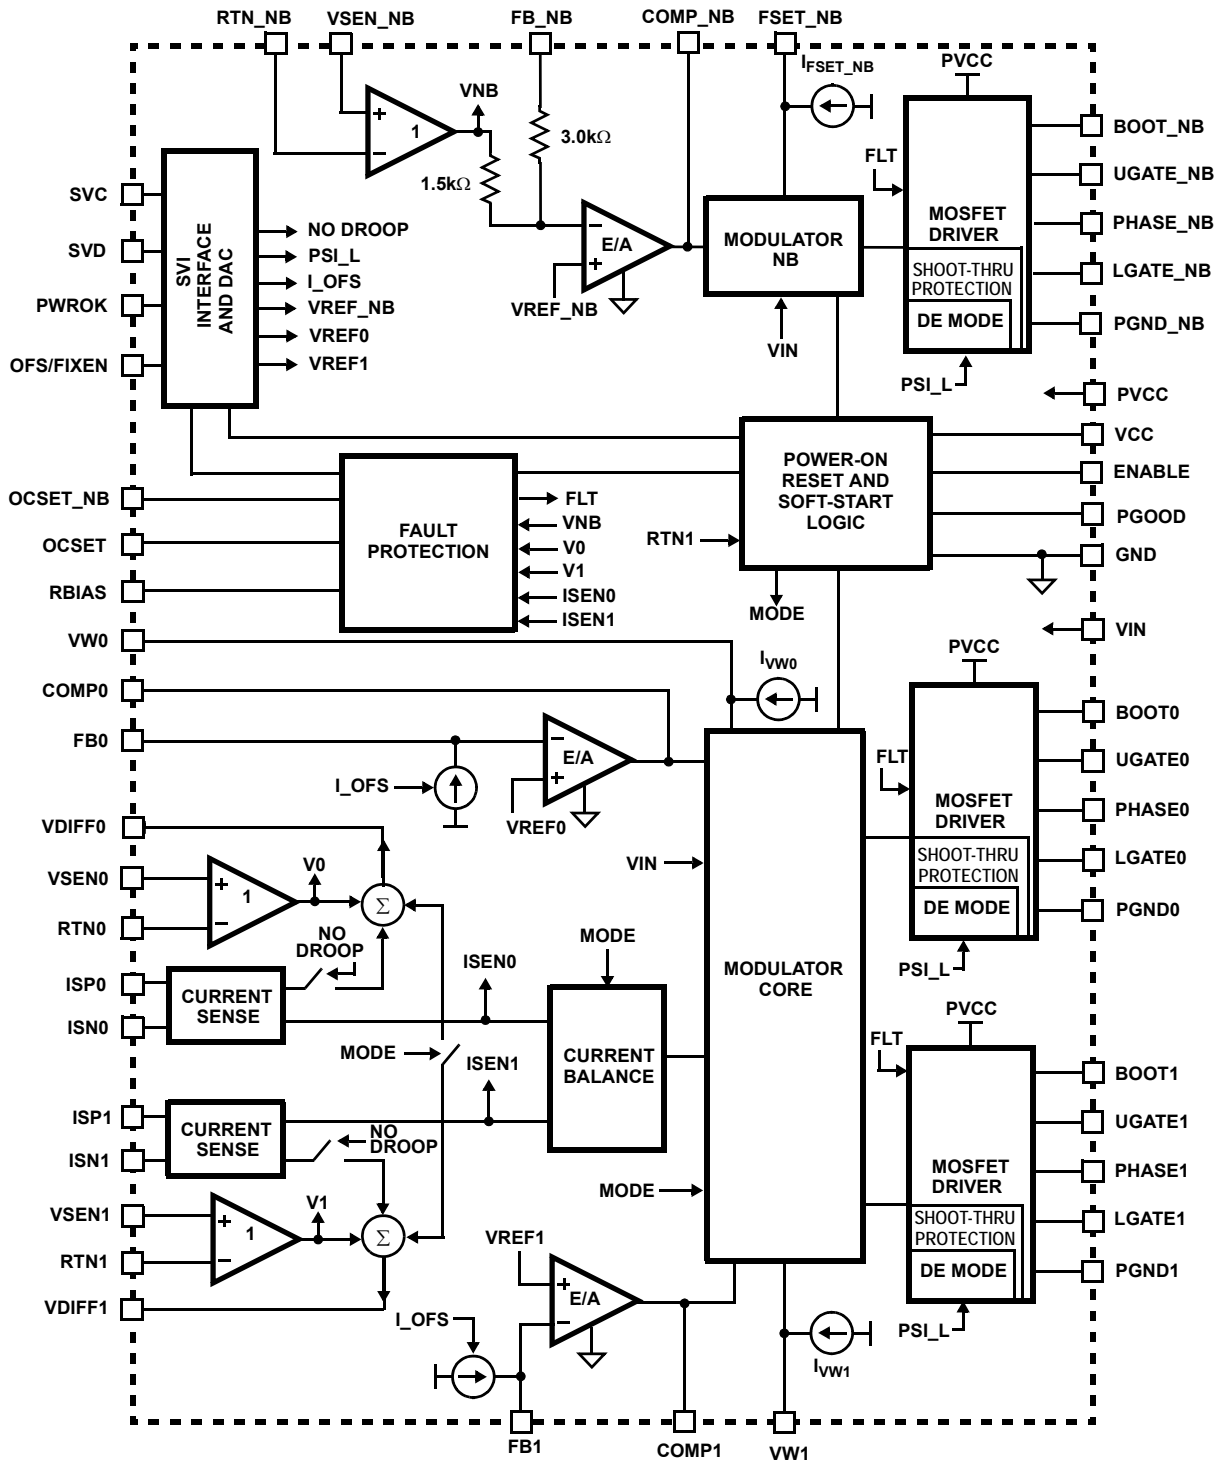 RTN_NB
VSEN_NB
FB_NB
COMP_NB
FSET_NB
I_FSET_NB
PVCC
VNB
+
−
1
3.0kΩ
1.5kΩ
FLT
BOOT_NB
UGATE_NB
PHASE_NB
LGATE_NB
PGND_NB
MOSFET
DRIVER
SHOOT-THRU
PROTECTION
DE MODE
PSI_L
−
E/A
+
VREF_NB
MODULATOR
NB
VIN
SVC
SVD
PWROK
OFS/FIXEN
SVI
INTERFACE
AND DAC
NO DROOP
PSI_L
I_OFS
VREF_NB
VREF0
VREF1
PVCC
VCC
ENABLE
PGOOD
GND
VIN
POWER-ON
RESET AND
SOFT-START
LOGIC
RTN1
MODE
OCSET_NB
OCSET
RBIAS
FAULT
PROTECTION
FLT
VNB
V0
V1
ISEN0
ISEN1
VW0
COMP0
FB0
I_VW0
−
E/A
+
I_OFS
VREF0
PVCC
FLT
MOSFET
DRIVER
SHOOT-THRU
PROTECTION
DE MODE
PSI_L
BOOT0
UGATE0
PHASE0
LGATE0
PGND0
VDIFF0
VSEN0
RTN0
+
−
1
V0
Σ
VIN
NO
DROOP
ISP0
ISN0
CURRENT
SENSE
ISEN0
MODE
MODULATOR
CORE
CURRENT
BALANCE
MODE
ISEN1
ISP1
ISN1
CURRENT
SENSE
NO
DROOP
MODE
PVCC
FLT
MOSFET
DRIVER
SHOOT-THRU
PROTECTION
DE MODE
PSI_L
BOOT1
UGATE1
PHASE1
LGATE1
PGND1
VSEN1
RTN1
VDIFF1
+
−
1
V1
Σ
VREF1
+
E/A
−
I_OFS
I_VW1
FB1
COMP1
VW1